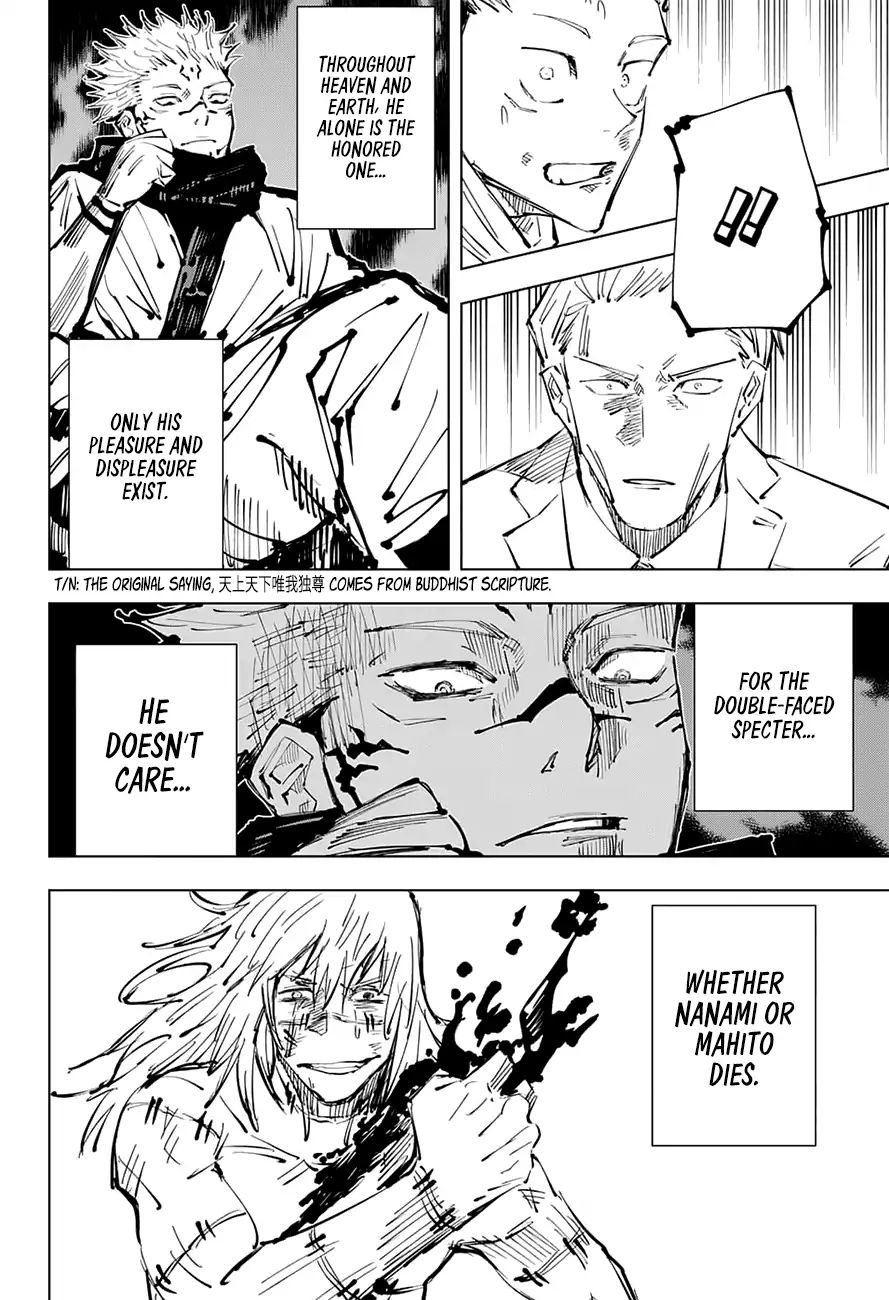 !!
THROUGHOUT
HEAVEN AND
EARTH, HE
ALONE IS THE
HONORED
ONE...
ONLY HIS
PLEASURE AND
DISPLEASURE
EXIST.
T/N: THE ORIGINAL SAYING, 天上天下唯我独尊 COMES FROM BUDDHIST SCRIPTURE.
FOR THE
DOUBLE-FACED
SPECTER...
HE
DOESN'T
CARE...
WHETHER
NANAMI OR
MAHITO
DIES.